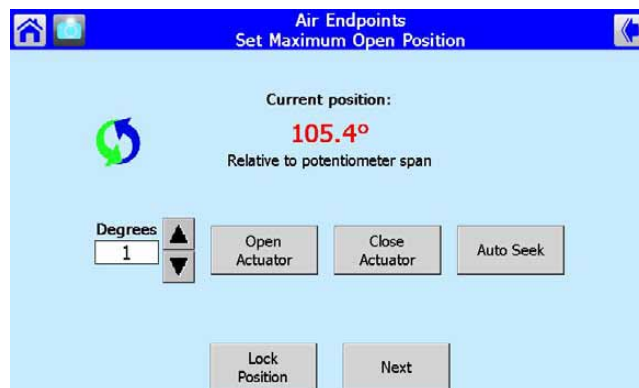 Air Endpoints
Set Maximum Open Position
Current position:
105.4º
Relative to potentiometer span
Degrees
1
Open
Actuator
Close
Actuator
Auto Seek
Lock
Position
Next